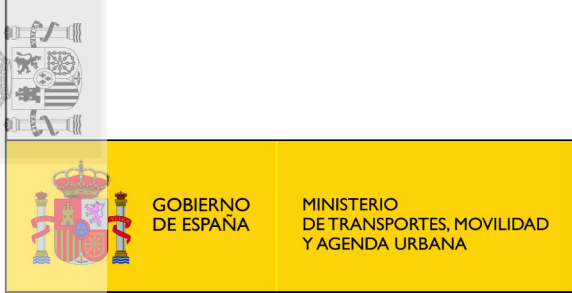 GOBIERNO
DE ESPAÑA
MINISTERIO
DE TRANSPORTES, MOVILIDAD
Y AGENDA URBANA